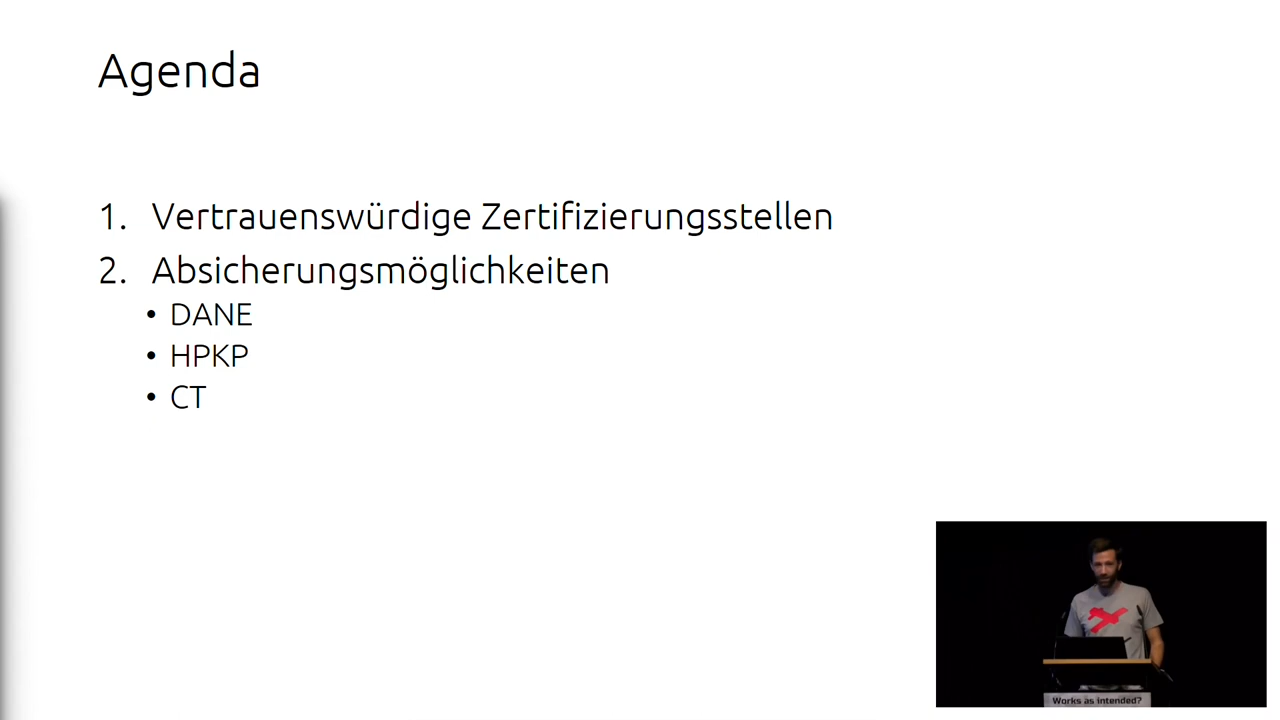 Agenda
1. Vertrauenswürdige Zertifizierungsstellen
2. Absicherungsmöglichkeiten
• DANE
• HPKP
• CT
Works as intended?